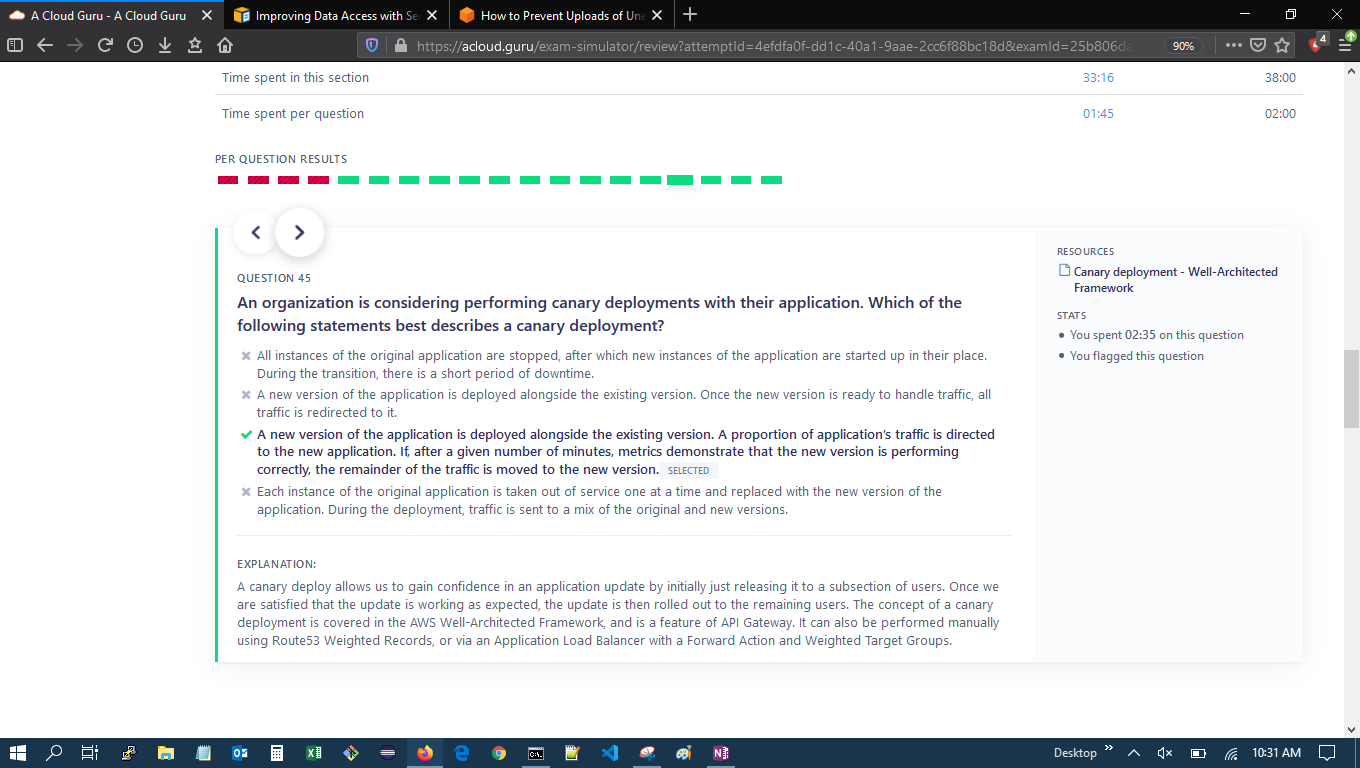 A Cloud Guru - A Cloud Guru
Improving Data Access with Se
How to Prevent Uploads of Une
https://acloud.guru/exam-simulator/review?attemptId=4efdfa0f-dd1c-40a1-9aae-2cc6f88bc18d&examId=25b806da
90%
4
Time spent in this section 33:16 38:00
Time spent per question 01:45 02:00
PER QUESTION RESULTS
QUESTION 45
An organization is considering performing canary deployments with their application. Which of the
following statements best describes a canary deployment?
All instances of the original application are stopped, after which new instances of the application are started up in their place.
During the transition, there is a short period of downtime.
A new version of the application is deployed alongside the existing version. Once the new version is ready to handle traffic, all
traffic is redirected to it.
A new version of the application is deployed alongside the existing version. A proportion of application's traffic is directed
to the new application. If, after a given number of minutes, metrics demonstrate that the new version is performing
correctly, the remainder of the traffic is moved to the new version. SELECTED
Each instance of the original application is taken out of service one at a time and replaced with the new version of the
application. During the deployment, traffic is sent to a mix of the original and new versions.
EXPLANATION:
A canary deploy allows us to gain confidence in an application update by initially just releasing it to a subsection of users. Once we
are satisfied that the update is working as expected, the update is then rolled out to the remaining users. The concept of a canary
deployment is covered in the AWS Well-Architected Framework, and is a feature of API Gateway. It can also be performed manually
using Route53 Weighted Records, or via an Application Load Balancer with a Forward Action and Weighted Target Groups.
RESOURCES
Canary deployment - Well-Architected
Framework
STATS
You spent 02:35 on this question
You flagged this question
Desktop
10:31 AM